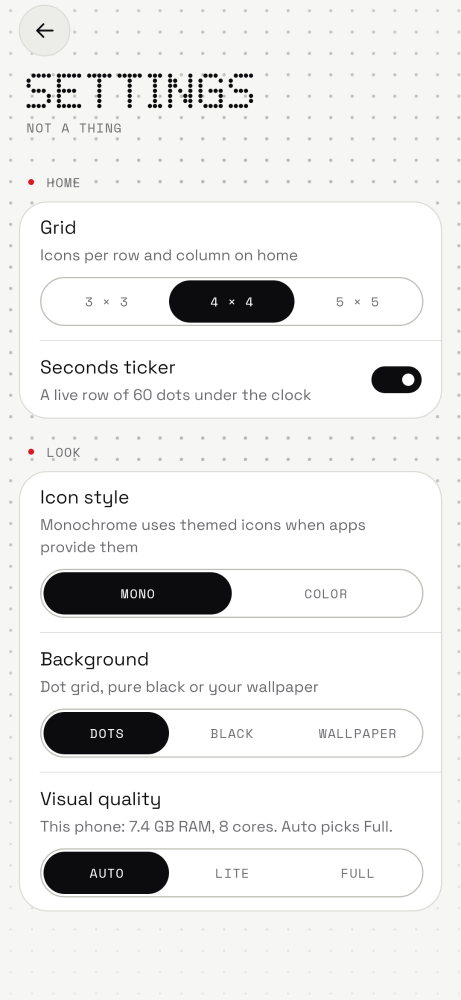 SETTINGS
NOT A THING
HOME
Grid
Icons per row and column on home
3 × 3
4 × 4
5 × 5
Seconds ticker
A live row of 60 dots under the clock
LOOK
Icon style
Monochrome uses themed icons when apps
provide them
MONO
COLOR
Background
Dot grid, pure black or your wallpaper
DOTS
BLACK
WALLPAPER
Visual quality
This phone: 7.4 GB RAM, 8 cores. Auto picks Full.
AUTO
LITE
FULL